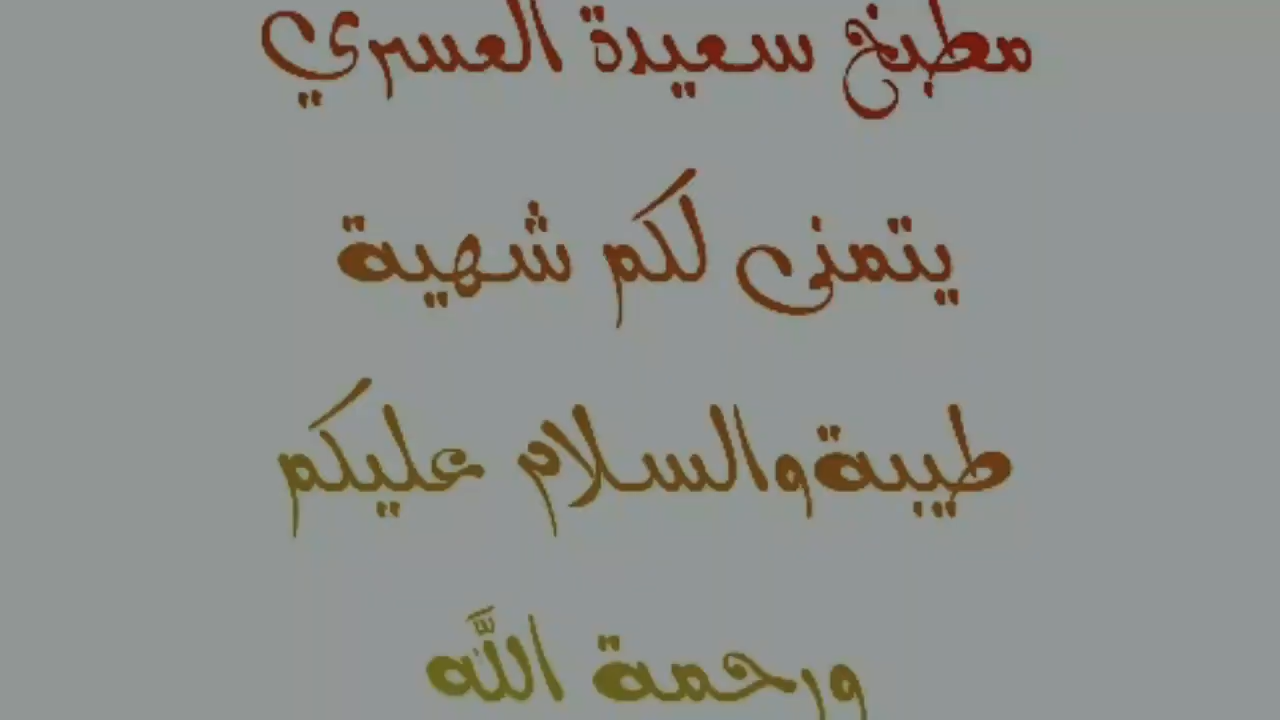 مطبخ سعيدة العسري
يتمنى لكم شهية
طيبة والسلام عليكم
ورحمة الله